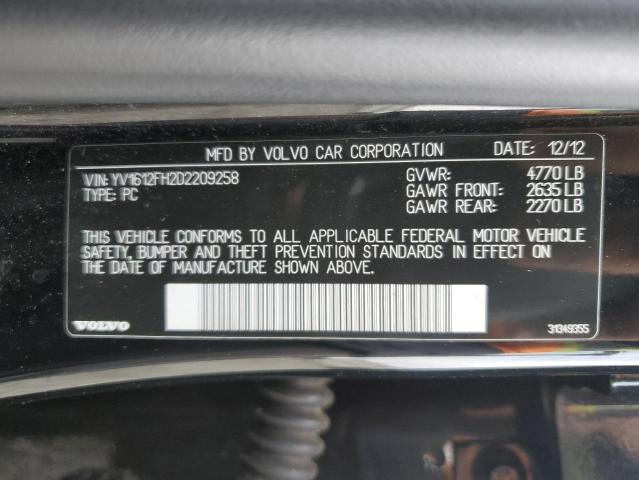 MFD BY VOLVO CAR CORPORATION DATE: 12/12
VIN: YV1612FH2D2209258 GVWR: 4770 LB
TYPE: PC GAWR FRONT: 2635 LB
GAWR REAR: 2270 LB
THIS VEHICLE CONFORMS TO ALL APPLICABLE FEDERAL MOTOR VEHICLE
SAFETY, BUMPER AND THEFT PREVENTION STANDARDS IN EFFECT ON
THE DATE OF MANUFACTURE SHOWN ABOVE.
VOLVO 31349355